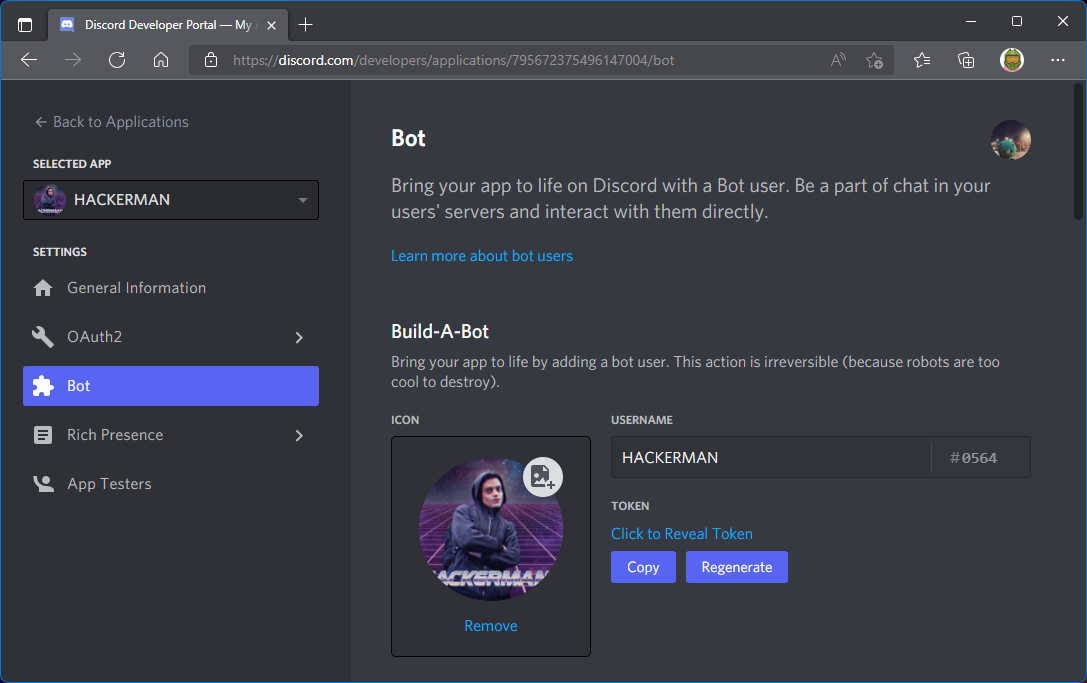 Discord Developer Portal — My
https://discord.com/developers/applications/795672375496147004/bot
Back to Applications
SELECTED APP
HACKERMAN
SETTINGS
General Information
OAuth2
Bot
Rich Presence
App Testers
Bot
Bring your app to life on Discord with a Bot user. Be a part of chat in your
users' servers and interact with them directly.
Learn more about bot users
Build-A-Bot
Bring your app to life by adding a bot user. This action is irreversible (because robots are too
cool to destroy).
ICON
HACKERMAN
Remove
USERNAME
HACKERMAN
#0564
TOKEN
Click to Reveal Token
Copy
Regenerate